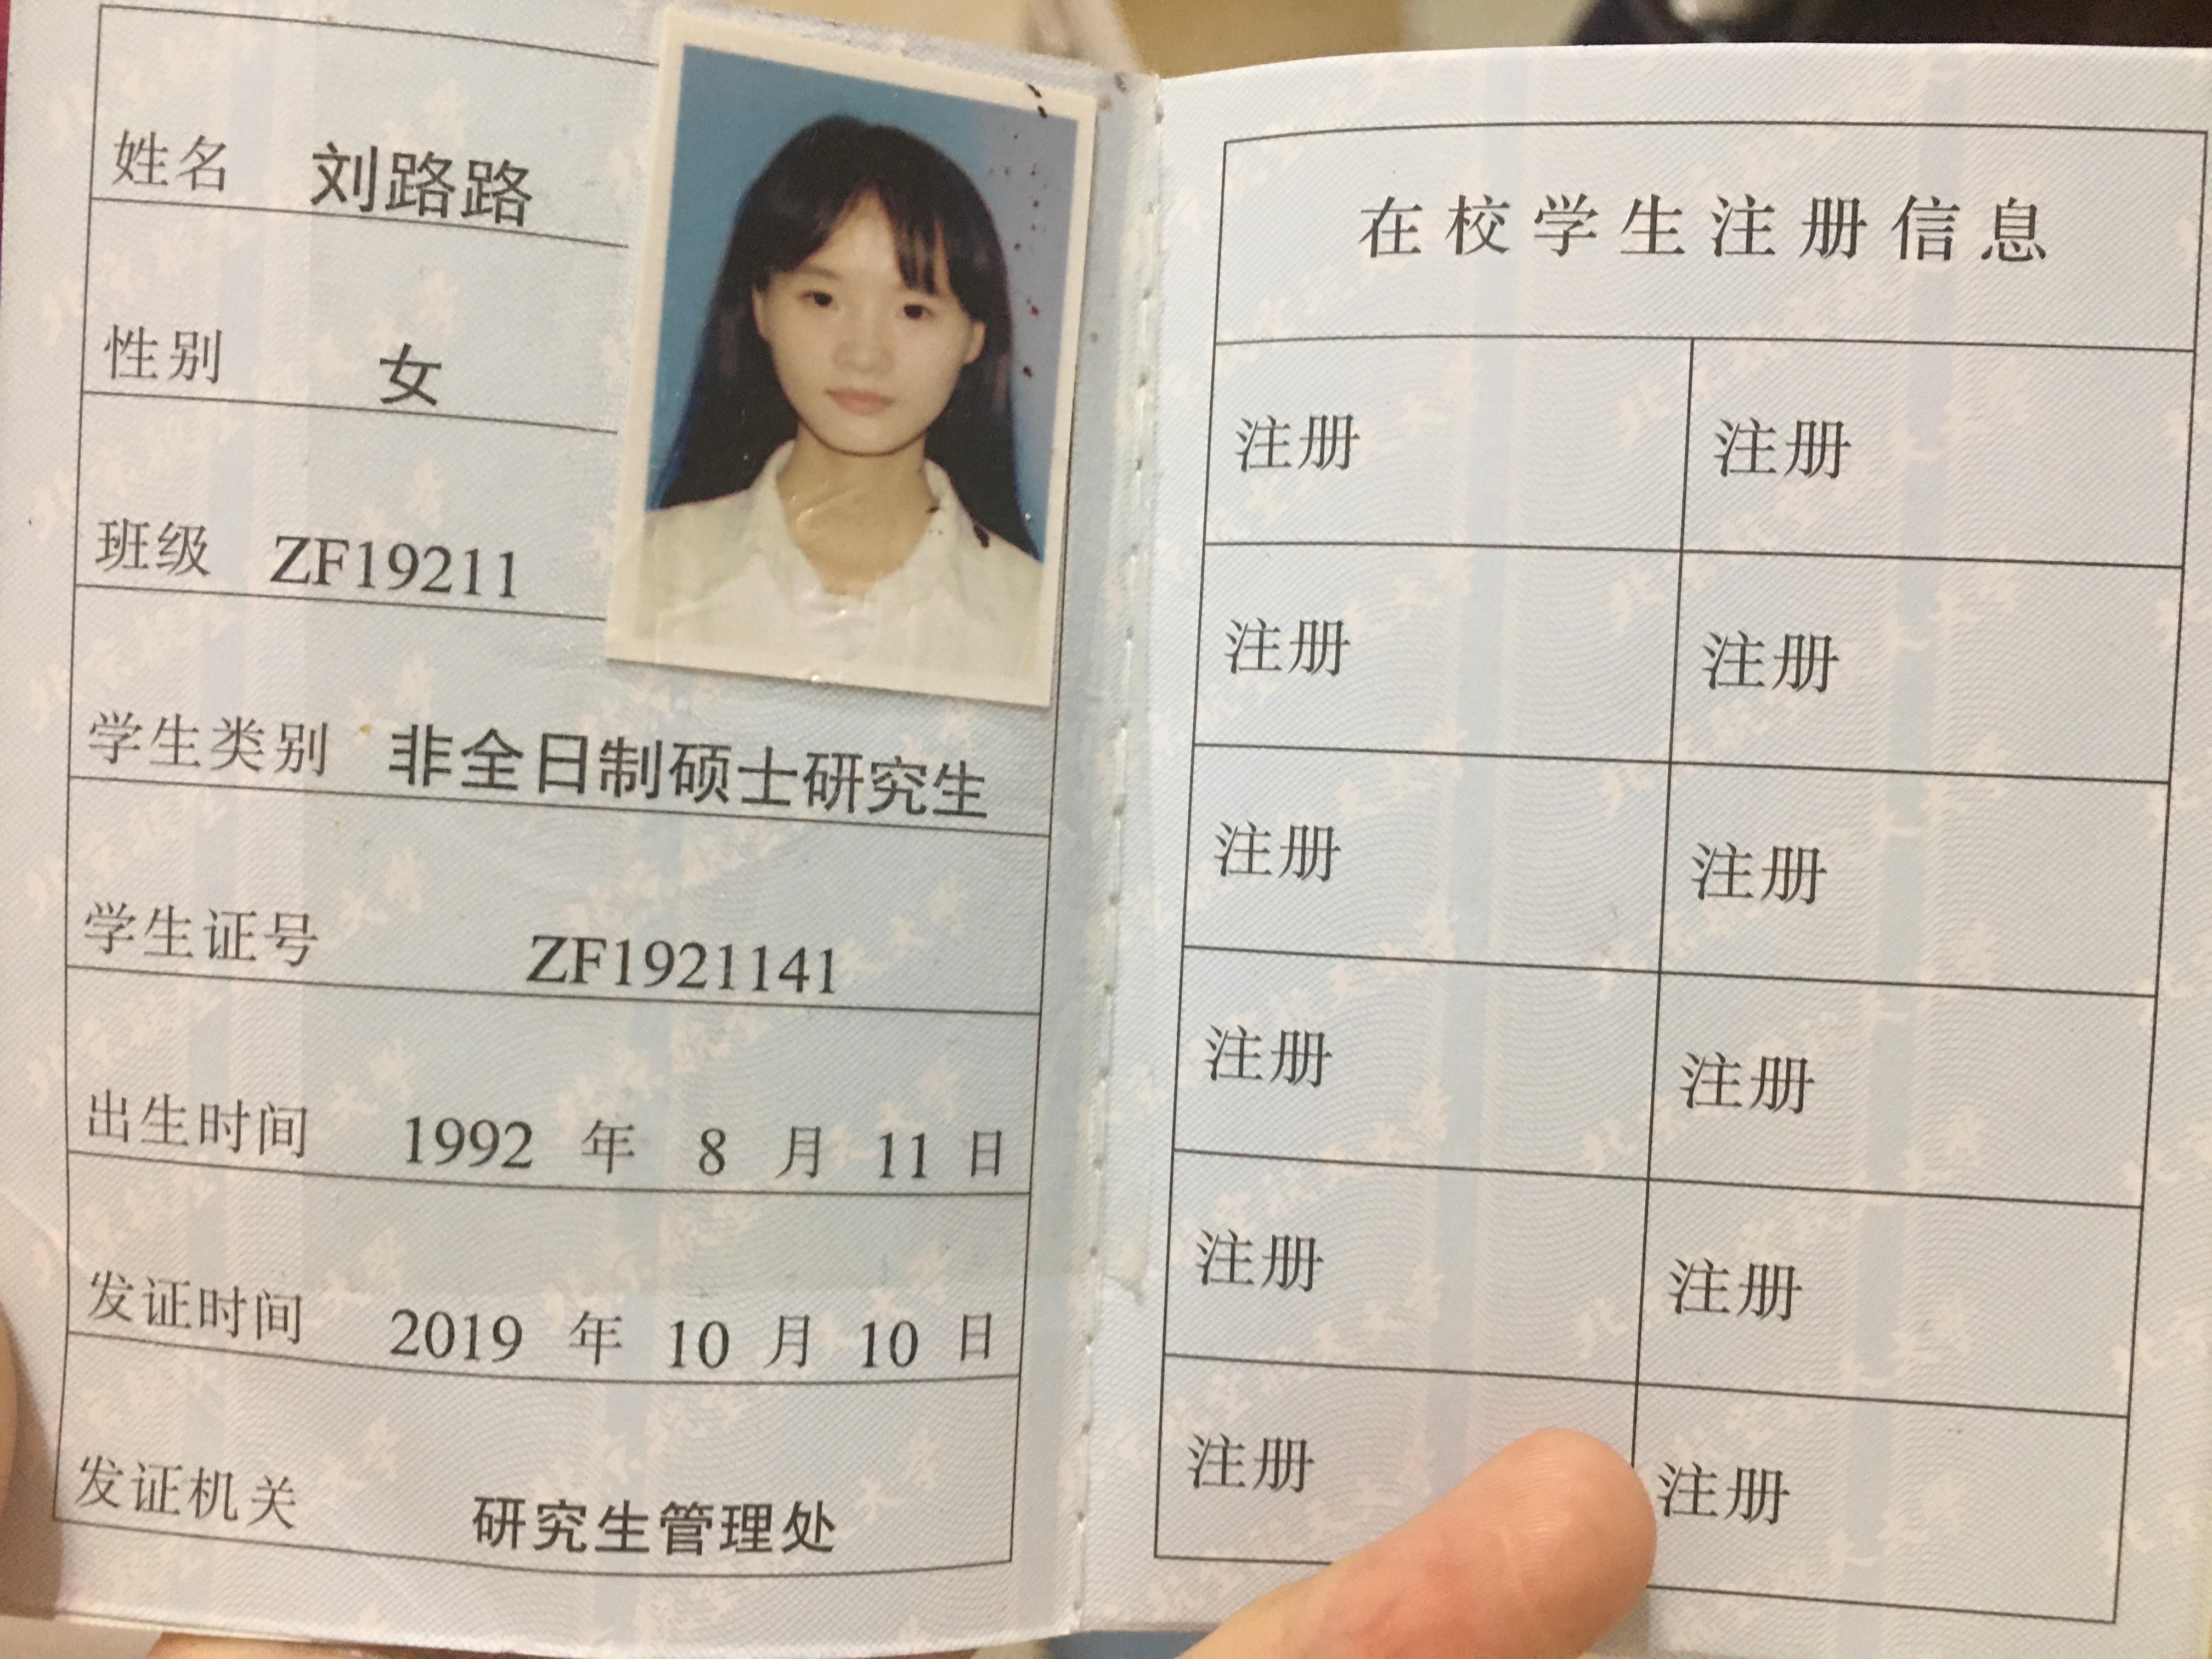 姓名 刘路路
性别 女
班级 ZF19211
学生类别 非全日制硕士研究生
学生证号 ZF1921141
出生时间 1992 年 8 月 11 日
发证时间 2019 年 10 月 10 日
发证机关 研究生管理处
在校学生注册信息
注册 注册
注册 注册
注册 注册
注册 注册
注册 注册
注册 注册